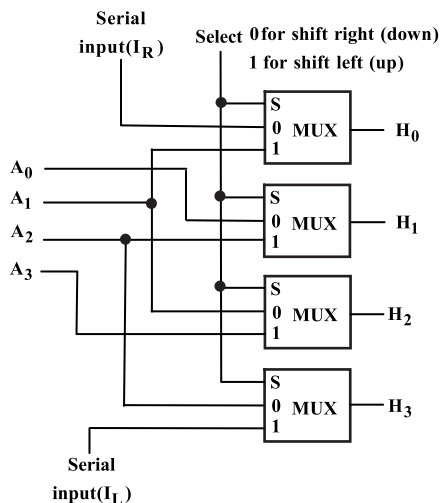 Serial
input(I_R)
Select 0 for shift right (down)
1 for shift left (up)
S
0 MUX H_0
1
A_0
A_1
A_2
A_3
S
0 MUX H_1
1
S
0 MUX H_2
1
S
0 MUX H_3
1
Serial
input(I_L)